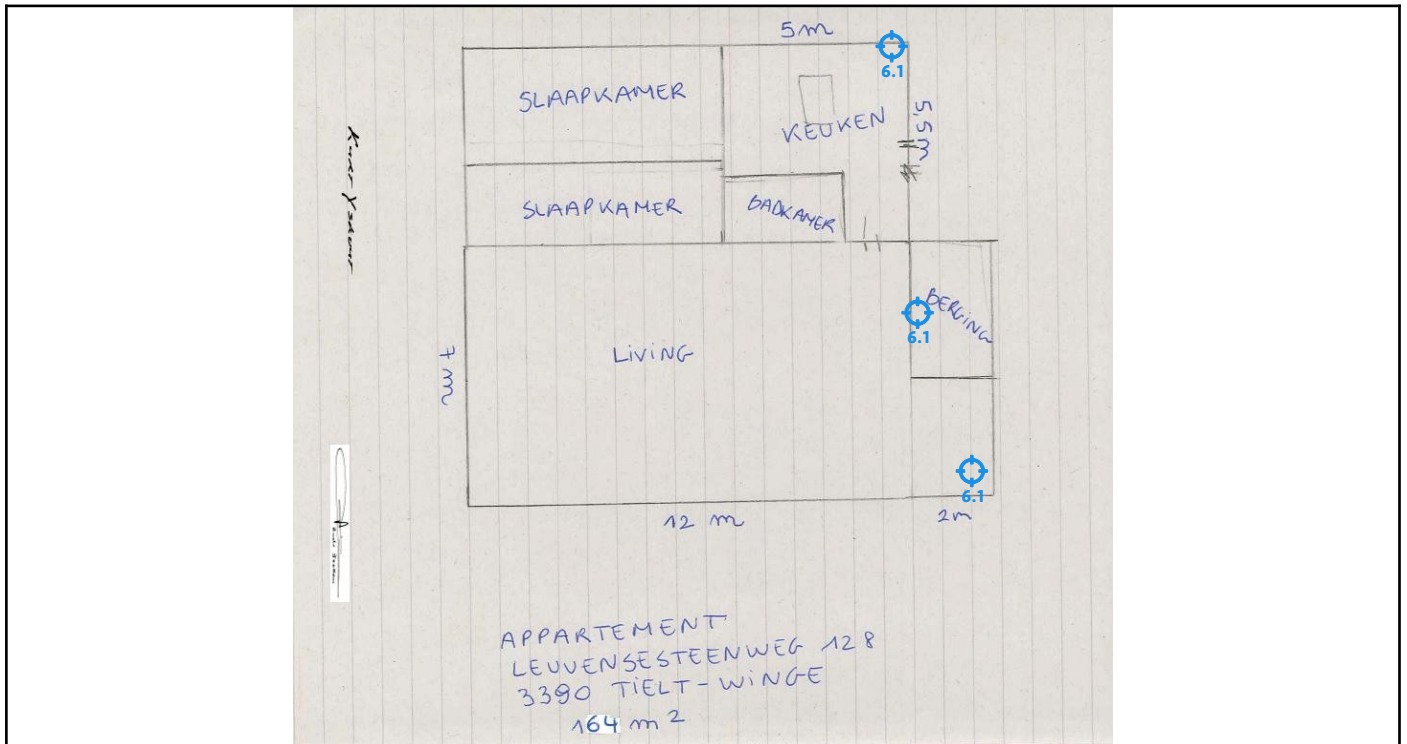 5m
6.1
SLAAPKAMER
KEUKEN
5,5m
SLAAPKAMER
BADKAMER
BERGING
6.1
LIVING
7 m
6.1
12 m
2m
APPARTEMENT
LEUVENSESTEENWEG 128
3390 TIELT-WINGE
164 m2